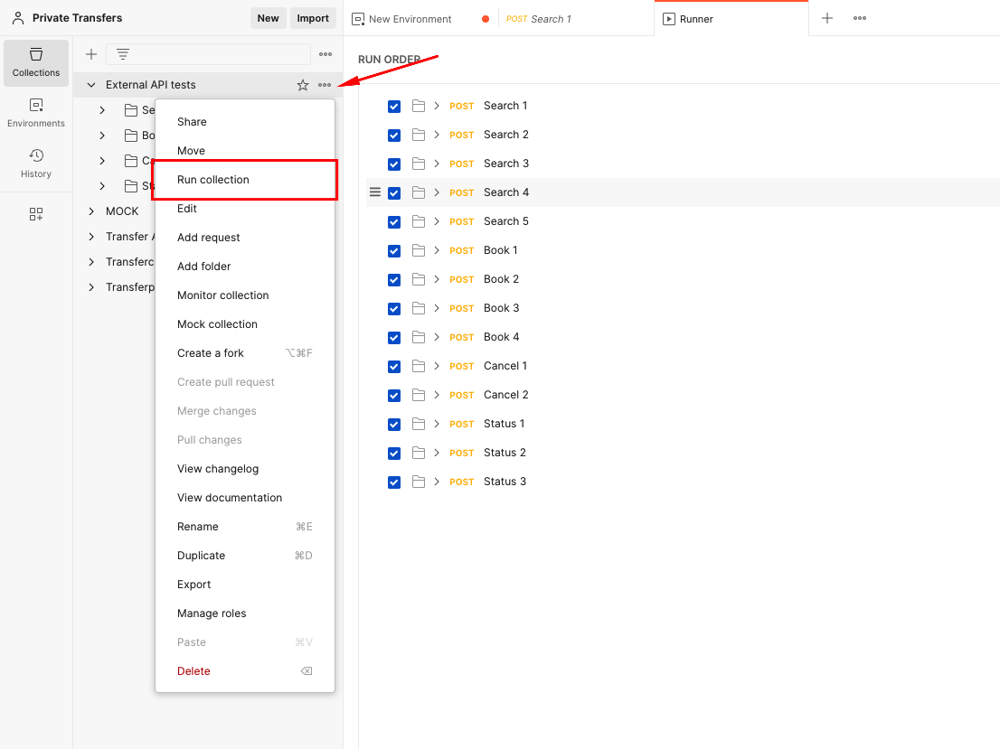 Private Transfers
New
Import
New Environment
POST Search 1
Runner
Collections
Environments
History
External API tests
Se
Bo
Ca
Sta
MOCK
Transfer A
Transferc
Transferp
Share
Move
Run collection
Edit
Add request
Add folder
Monitor collection
Mock collection
Create a fork ⌥⌘F
Create pull request
Merge changes
Pull changes
View changelog
View documentation
Rename ⌘E
Duplicate ⌘D
Export
Manage roles
Paste ⌘V
Delete ⌫
RUN ORDER
POST Search 1
POST Search 2
POST Search 3
POST Search 4
POST Search 5
POST Book 1
POST Book 2
POST Book 3
POST Book 4
POST Cancel 1
POST Cancel 2
POST Status 1
POST Status 2
POST Status 3